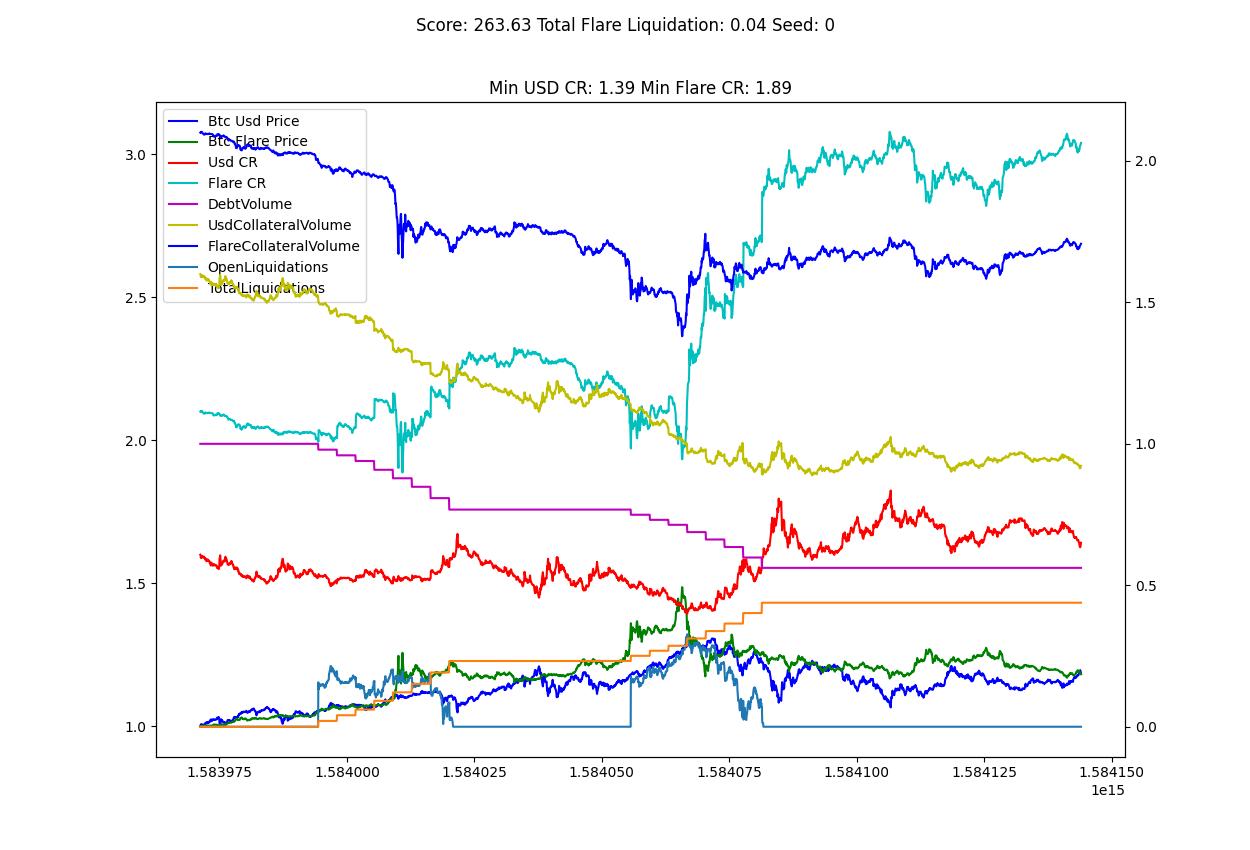 Score: 263.63 Total Flare Liquidation: 0.04 Seed: 0
Min USD CR: 1.39 Min Flare CR: 1.89
Btc Usd Price
Btc Flare Price
Usd CR
Flare CR
DebtVolume
UsdCollateralVolume
FlareCollateralVolume
OpenLiquidations
TotalLiquidations
3.0
2.5
2.0
1.5
1.0
2.0
1.5
1.0
0.5
0.0
1.583975 1.584000 1.584025 1.584050 1.584075 1.584100 1.584125 1.584150
1e15